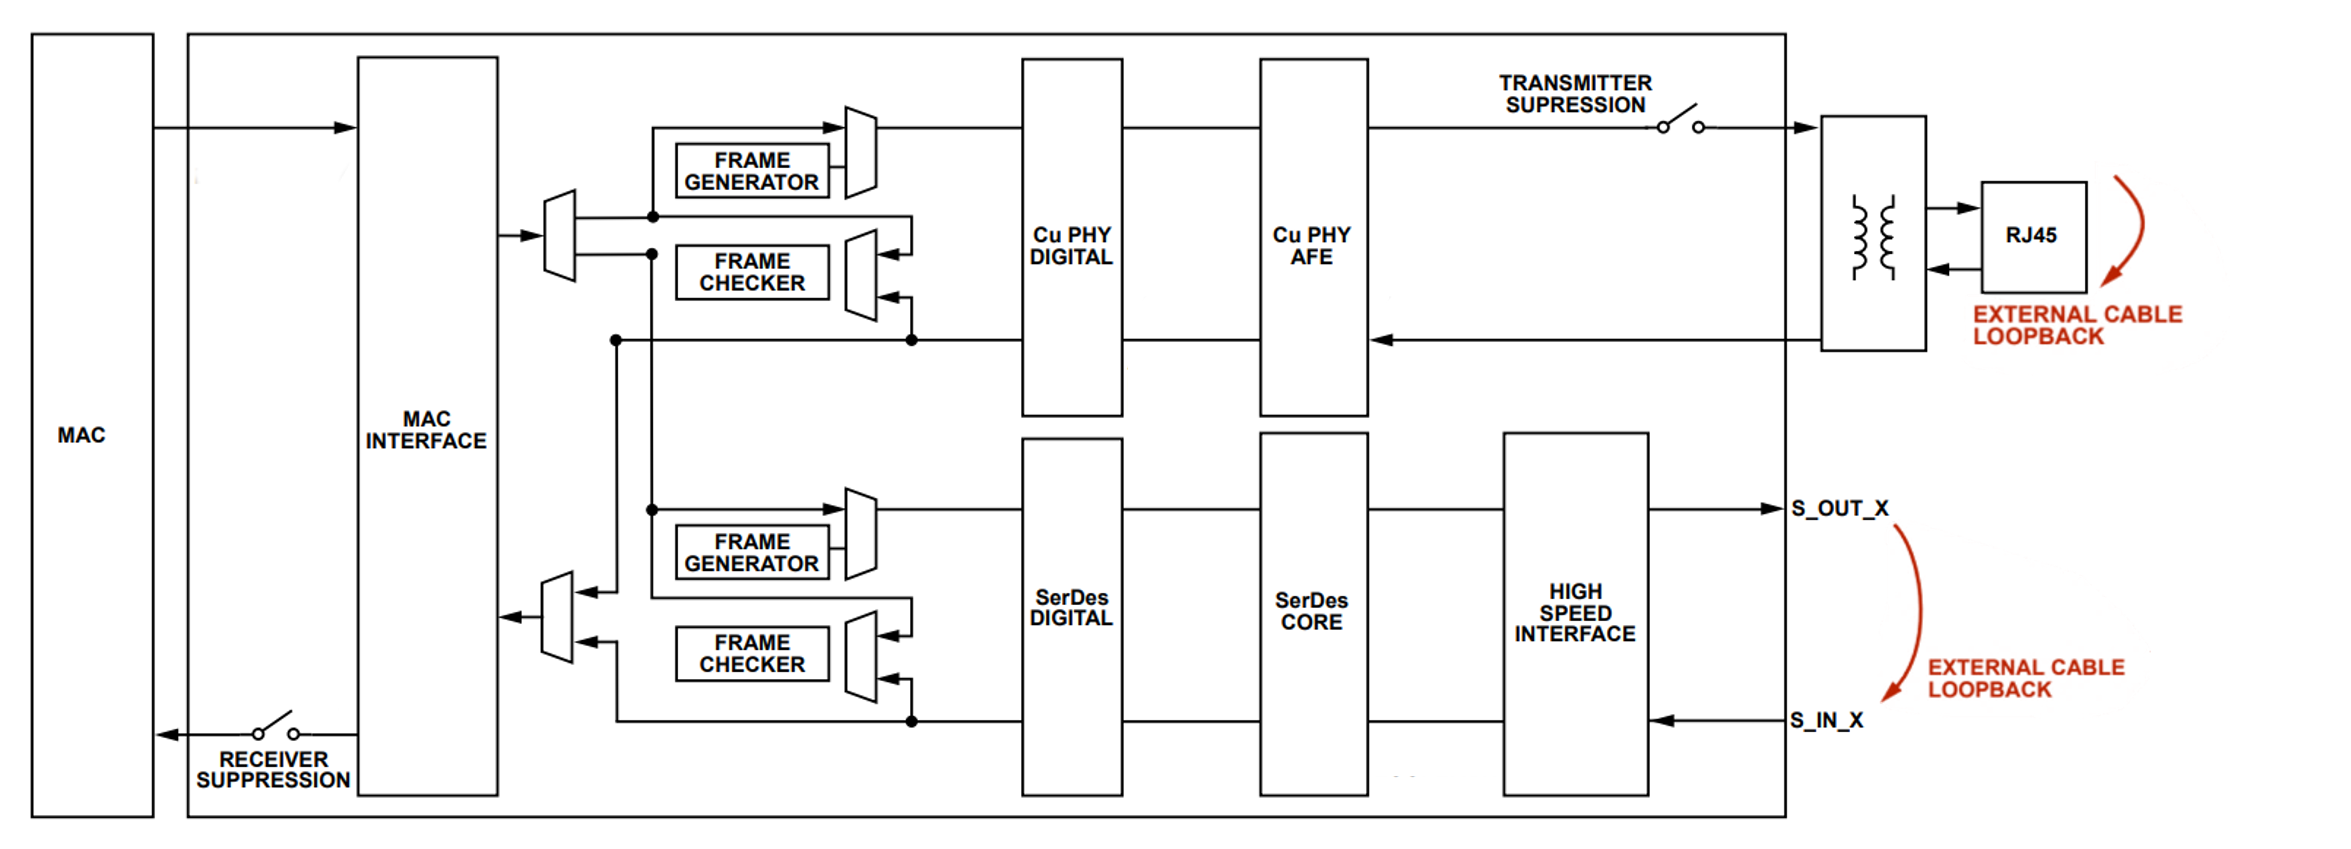 TRANSMITTER
SUPRESSION
FRAME
GENERATOR
FRAME
CHECKER
Cu PHY
DIGITAL
Cu PHY
AFE
RJ45
EXTERNAL CABLE
LOOPBACK
MAC
MAC
INTERFACE
FRAME
GENERATOR
FRAME
CHECKER
SerDes
DIGITAL
SerDes
CORE
HIGH
SPEED
INTERFACE
S_OUT_X
EXTERNAL CABLE
LOOPBACK
S_IN_X
RECEIVER
SUPPRESSION